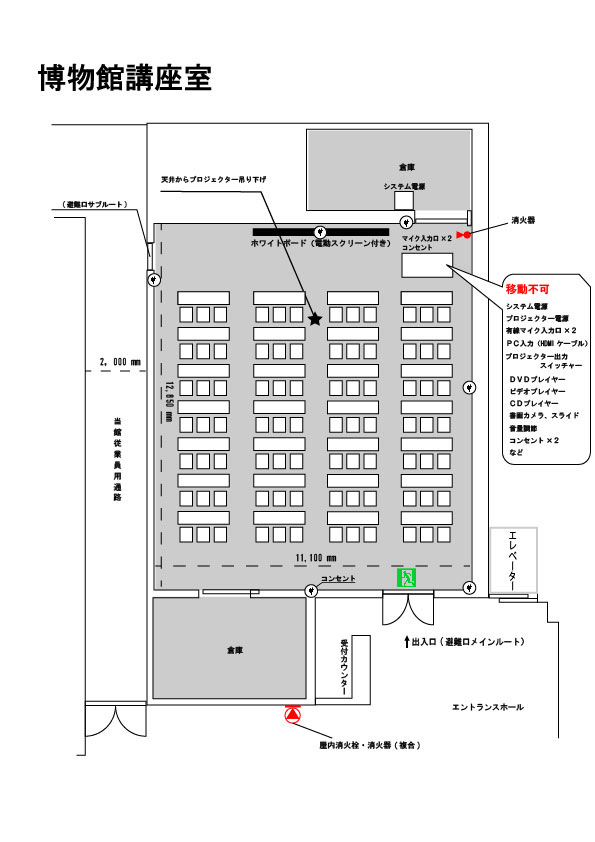 博物館講座室
倉庫
システム電源
天井からプロジェクター吊り下げ
(避難口サブルート)
消火器
ホワイトボード(電動スクリーン付き)
マイク入力口×2
コンセント
移動不可
システム電源
プロジェクター電源
有線マイク入力口×2
PC入力(HDMIケーブル)
プロジェクター出力
スイッチャー
DVDプレイヤー
ビデオプレイヤー
CDプレイヤー
書画カメラ、スライド
音量調節
コンセント×2
など
2,000 mm
12,850 mm
当館従業員用通路
11,100 mm
エレベーター
コンセント
倉庫
受付カウンター
出入口(避難口メインルート)
エントランスホール
屋内消火栓・消火器(複合)